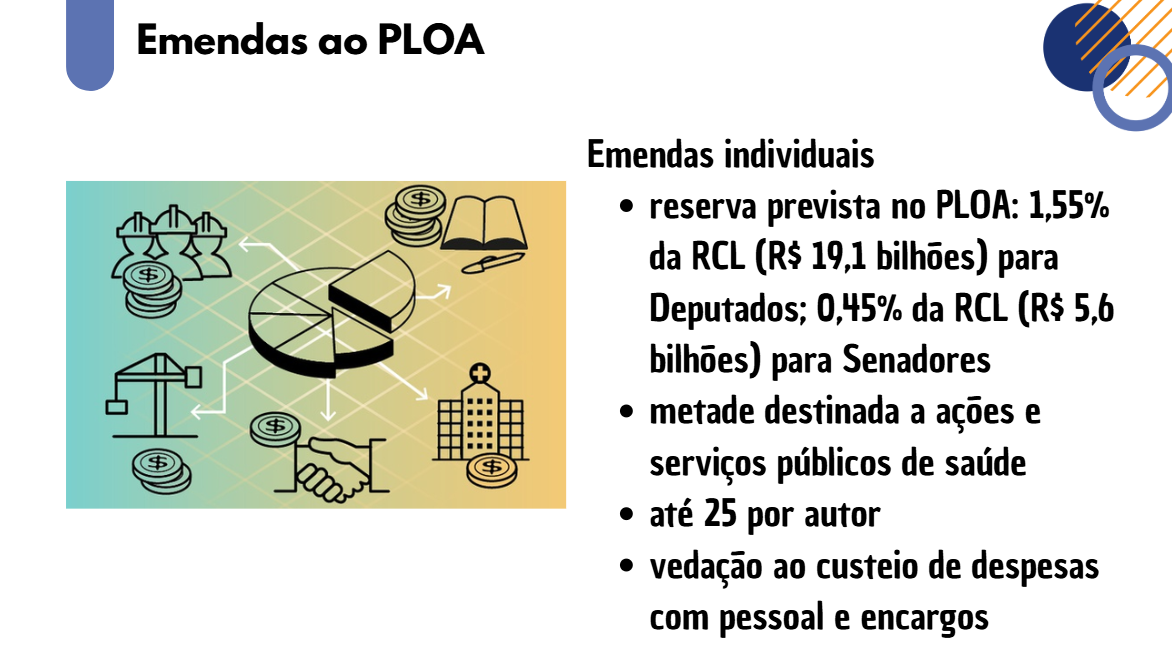 Emendas ao PLOA
Emendas individuais
• reserva prevista no PLOA: 1,55%
da RCL (R$ 19,1 bilhões) para
Deputados; 0,45% da RCL (R$ 5,6
bilhões) para Senadores
• metade destinada a ações e
serviços públicos de saúde
• até 25 por autor
• vedação ao custeio de despesas
com pessoal e encargos